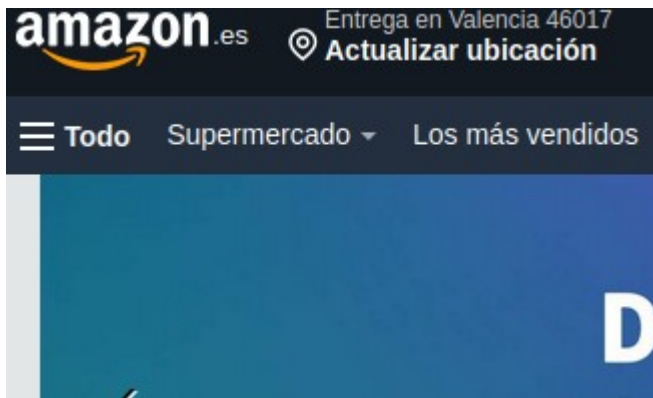 amazon.es
Entrega en Valencia 46017
Actualizar ubicación
Todo Supermercado Los más vendidos
D